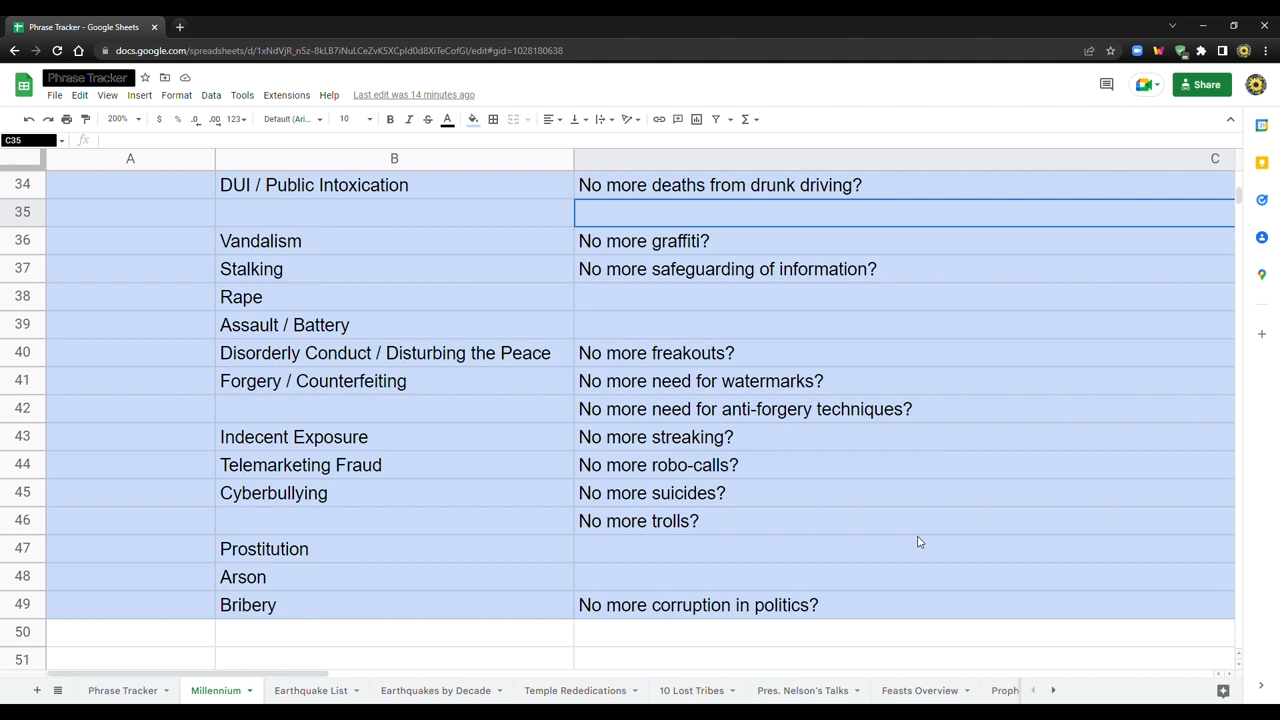 Phrase Tracker - Google Sheets
docs.google.com/spreadsheets/d/1xNdVjR_n5z-8kLB7iNuLCeZvK5XCpId0d8XiTeCofGI/edit#gid=1028180638
Phrase Tracker
File Edit View Insert Format Data Tools Extensions Help Last edit was 14 minutes ago
Share
200% $ % .0 .00 123 Default (Ari... 10 B I S A
C35 fx
A B C
34 DUI / Public Intoxication No more deaths from drunk driving?
35
36 Vandalism No more graffiti?
37 Stalking No more safeguarding of information?
38 Rape
39 Assault / Battery
40 Disorderly Conduct / Disturbing the Peace No more freakouts?
41 Forgery / Counterfeiting No more need for watermarks?
42 No more need for anti-forgery techniques?
43 Indecent Exposure No more streaking?
44 Telemarketing Fraud No more robo-calls?
45 Cyberbullying No more suicides?
46 No more trolls?
47 Prostitution
48 Arson
49 Bribery No more corruption in politics?
50
51
Phrase Tracker Millennium Earthquake List Earthquakes by Decade Temple Rededications 10 Lost Tribes Pres. Nelson's Talks Feasts Overview Proph